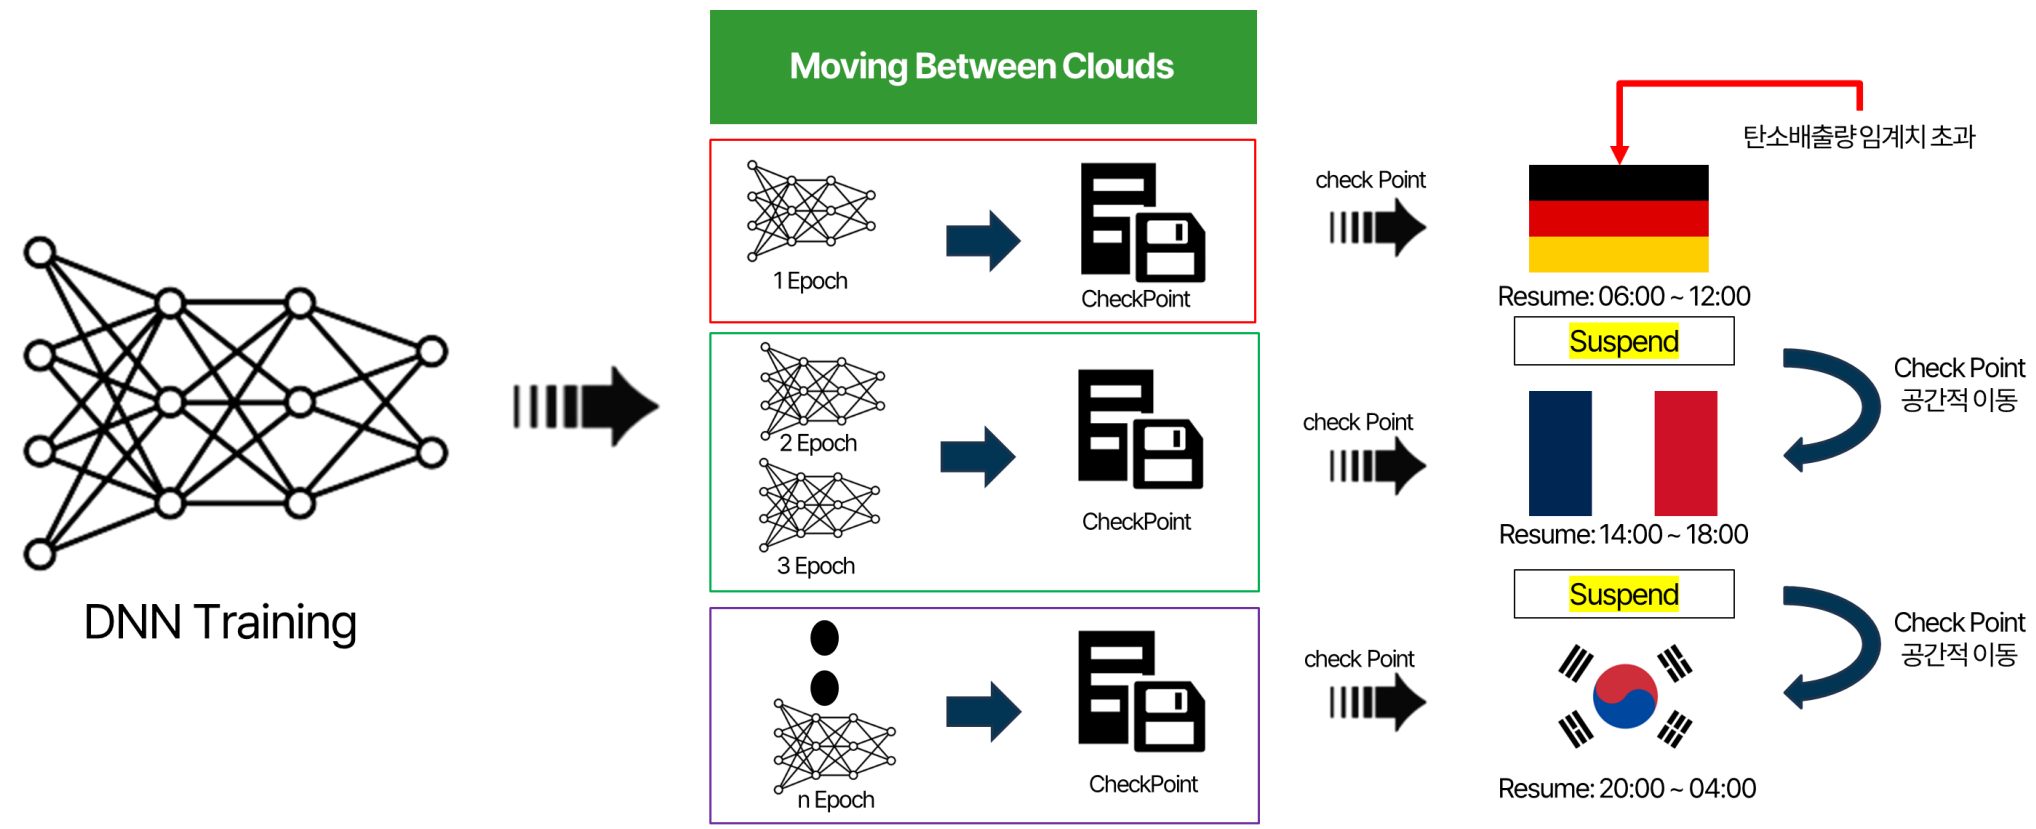 Moving Between Clouds
DNN Training
1 Epoch
CheckPoint
2 Epoch
3 Epoch
CheckPoint
n Epoch
CheckPoint
check Point
check Point
check Point
탄소배출량 임계치 초과
Resume: 06:00 ~ 12:00
Suspend
Check Point
공간적 이동
Resume: 14:00 ~ 18:00
Suspend
Check Point
공간적 이동
Resume: 20:00 ~ 04:00